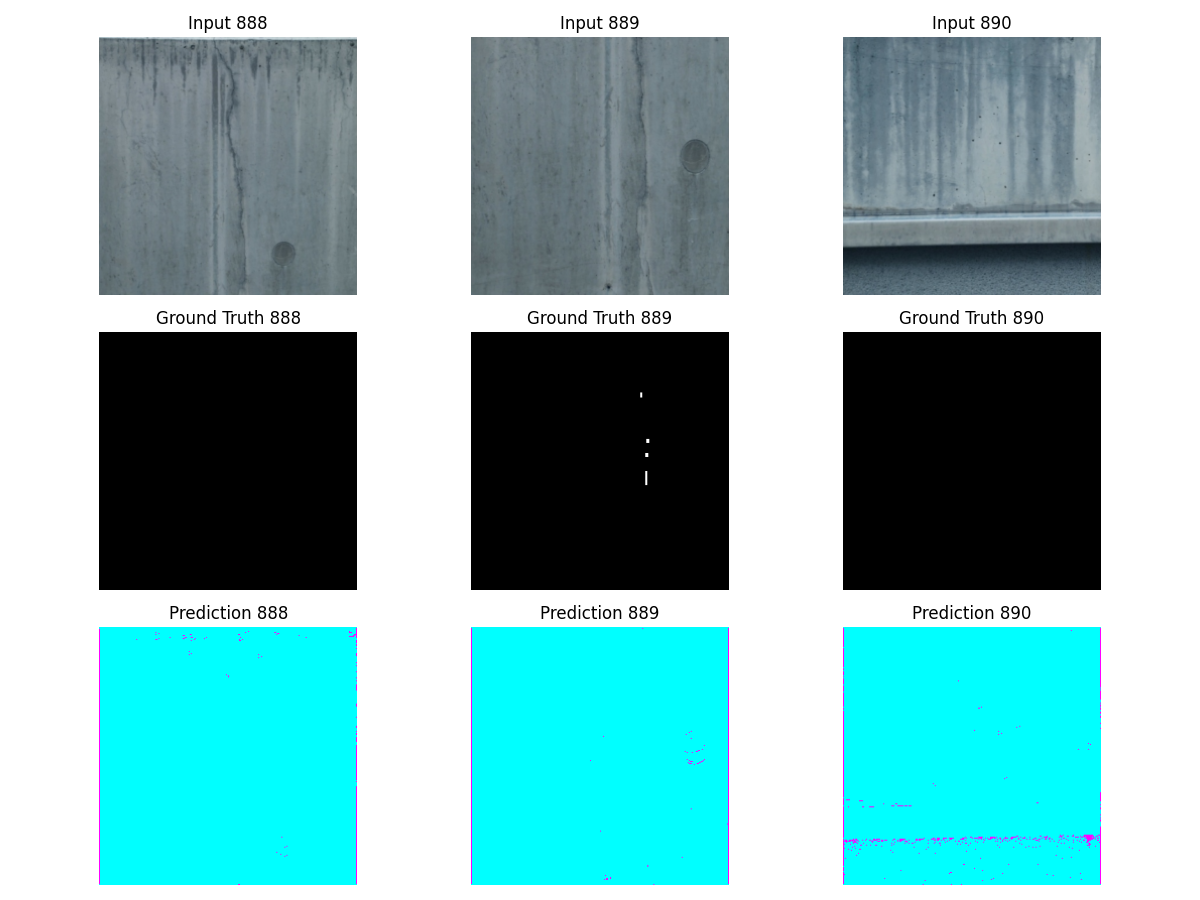 Input 888
Input 889
Input 890
Ground Truth 888
Ground Truth 889
Ground Truth 890
Prediction 888
Prediction 889
Prediction 890